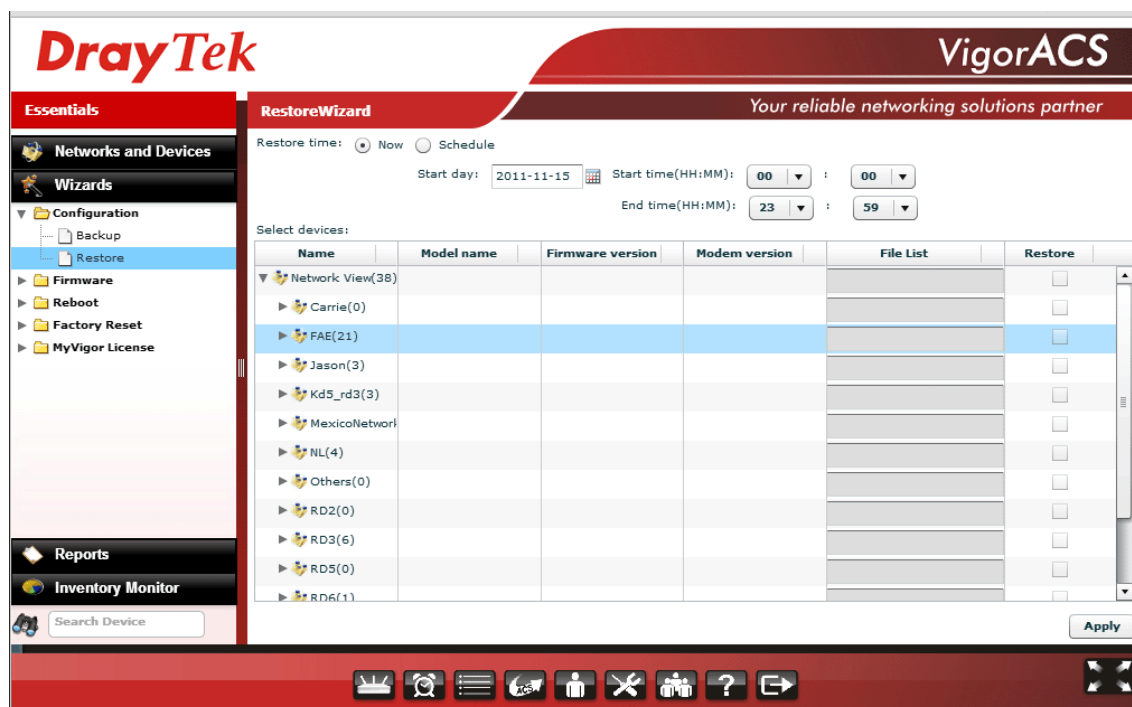 DrayTek
VigorACS
Essentials
RestoreWizard
Your reliable networking solutions partner
Networks and Devices
Wizards
Configuration
Backup
Restore
Firmware
Reboot
Factory Reset
MyVigor License
Reports
Inventory Monitor
Search Device
Restore time: Now Schedule
Start day: 2011-11-15 Start time(HH:MM): 00 : 00
End time(HH:MM): 23 : 59
Select devices:
Name Model name Firmware version Modem version File List Restore
Network View(38)
Carrie(0)
FAE(21)
Jason(3)
Kd5_rd3(3)
MexicoNetwork
NL(4)
Others(0)
RD2(0)
RD3(6)
RD5(0)
RD6(1)
Apply
ACS
?